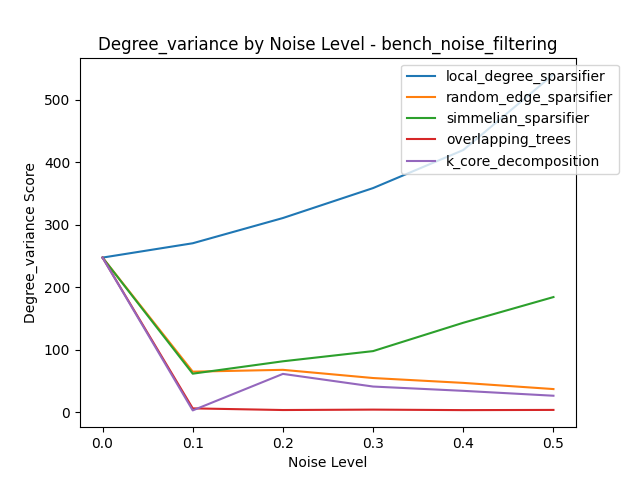 Degree_variance by Noise Level - bench_noise_filtering
local_degree_sparsifier
random_edge_sparsifier
simmelian_sparsifier
overlapping_trees
k_core_decomposition
Degree_variance Score
500
400
300
200
100
0
0.0 0.1 0.2 0.3 0.4 0.5
Noise Level